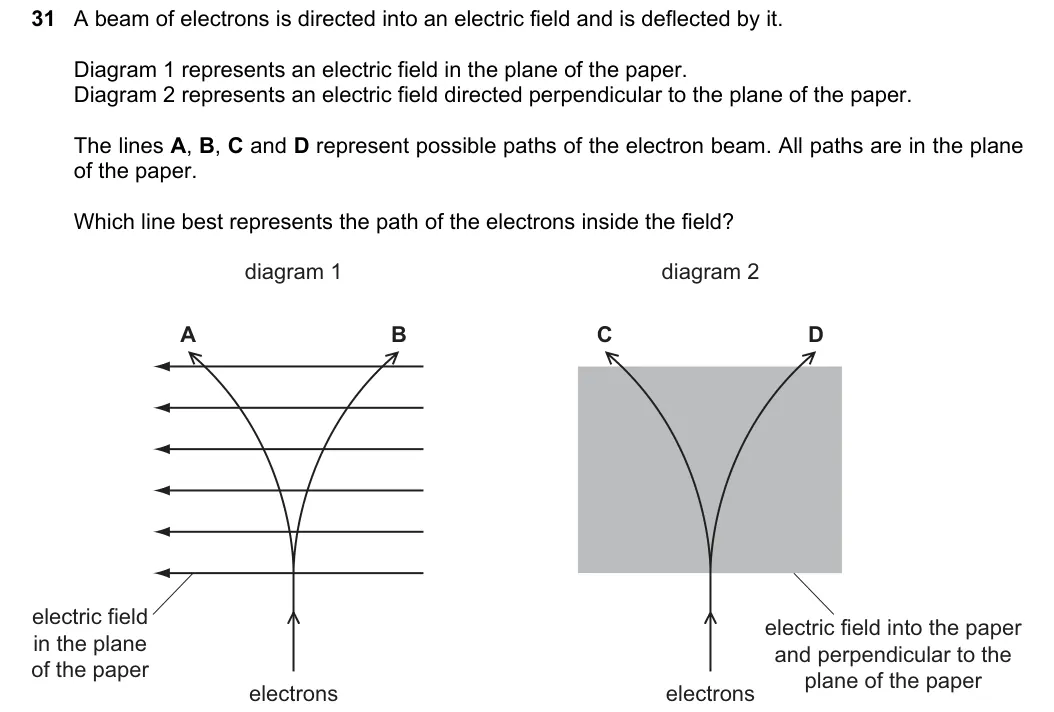 31 A beam of electrons is directed into an electric field and is deflected by it.
Diagram 1 represents an electric field in the plane of the paper.
Diagram 2 represents an electric field directed perpendicular to the plane of the paper.
The lines A, B, C and D represent possible paths of the electron beam. All paths are in the plane
of the paper.
Which line best represents the path of the electrons inside the field?
diagram 1
A
B
electric field
in the plane
of the paper
electrons
diagram 2
C
D
electric field into the paper
and perpendicular to the
plane of the paper
electrons